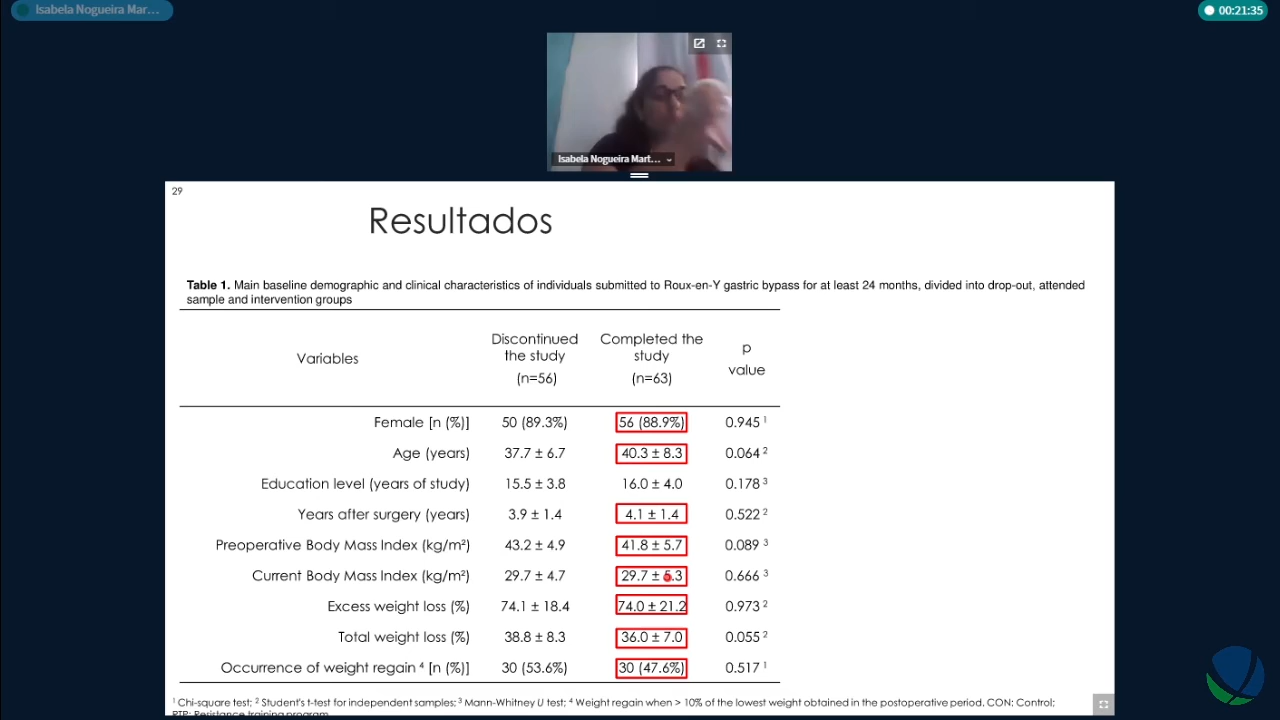 Isabela Nogueira Mar...
00:21:35
Isabela Nogueira Mart...
29
Resultados
Table 1. Main baseline demographic and clinical characteristics of individuals submitted to Roux-en-Y gastric bypass for at least 24 months, divided into drop-out, attended
sample and intervention groups
Variables Discontinued the study (n=56) Completed the study (n=63) p value
Female [n (%)] 50 (89.3%) 56 (88.9%) 0.945 1
Age (years) 37.7 ± 6.7 40.3 ± 8.3 0.064 2
Education level (years of study) 15.5 ± 3.8 16.0 ± 4.0 0.178 3
Years after surgery (years) 3.9 ± 1.4 4.1 ± 1.4 0.522 2
Preoperative Body Mass Index (kg/m²) 43.2 ± 4.9 41.8 ± 5.7 0.089 3
Current Body Mass Index (kg/m²) 29.7 ± 4.7 29.7 ± 5.3 0.666 3
Excess weight loss (%) 74.1 ± 18.4 74.0 ± 21.2 0.973 2
Total weight loss (%) 38.8 ± 8.3 36.0 ± 7.0 0.055 2
Occurrence of weight regain 4 [n (%)] 30 (53.6%) 30 (47.6%) 0.517 1
1 Chi-square test; 2 Student's t-test for independent samples; 3 Mann-Whitney U test; 4 Weight regain when > 10% of the lowest weight obtained in the postoperative period. CON: Control;